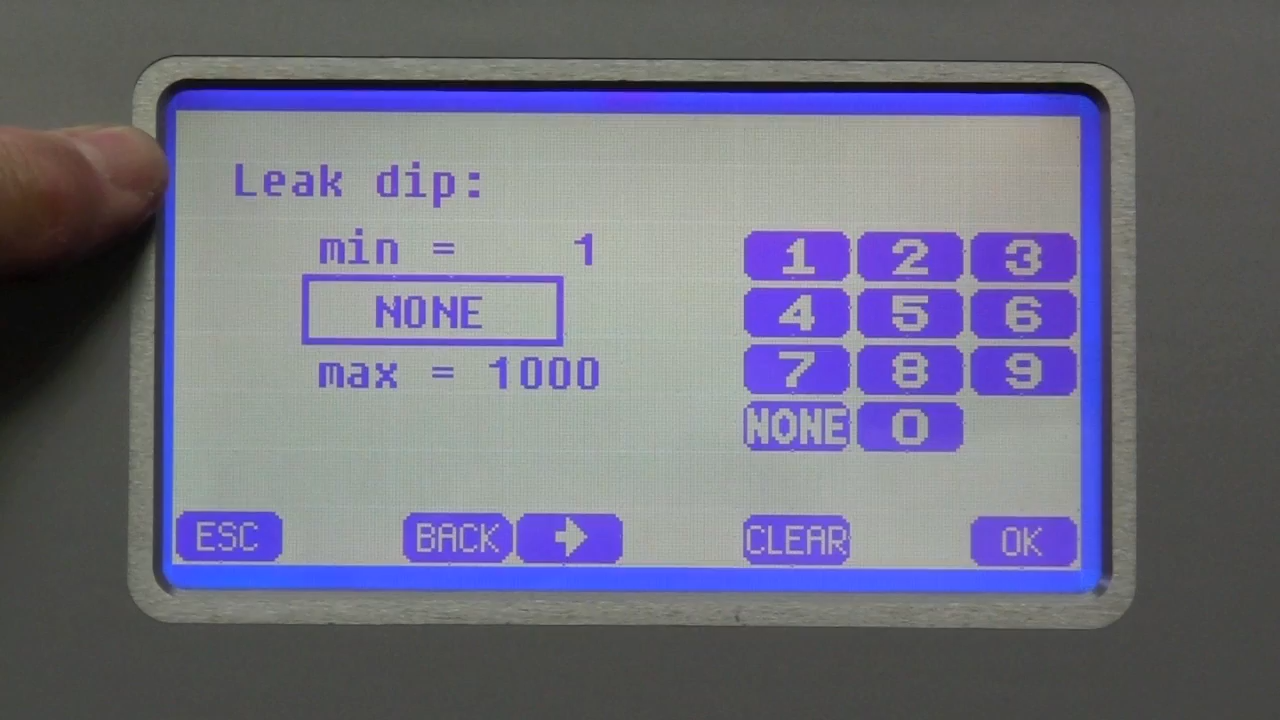 Leak dip:
min = 1
NONE
max = 1000
1 2 3
4 5 6
7 8 9
NONE 0
ESC BACK CLEAR OK